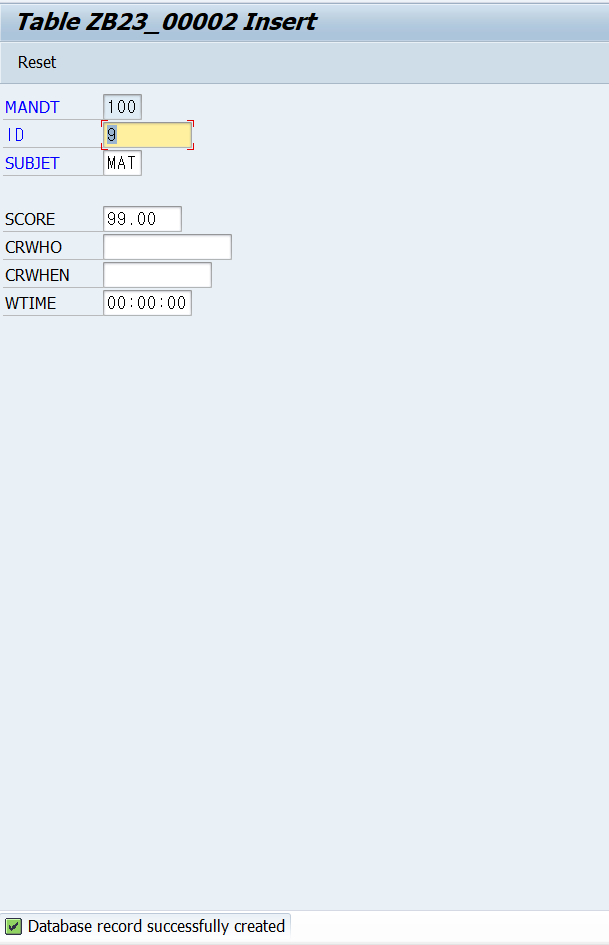 Table ZB23_00002 Insert
Reset
MANDT 100
ID 9
SUBJET MAT
SCORE 99.00
CRWHO
CRWHEN
WTIME 00:00:00
Database record successfully created